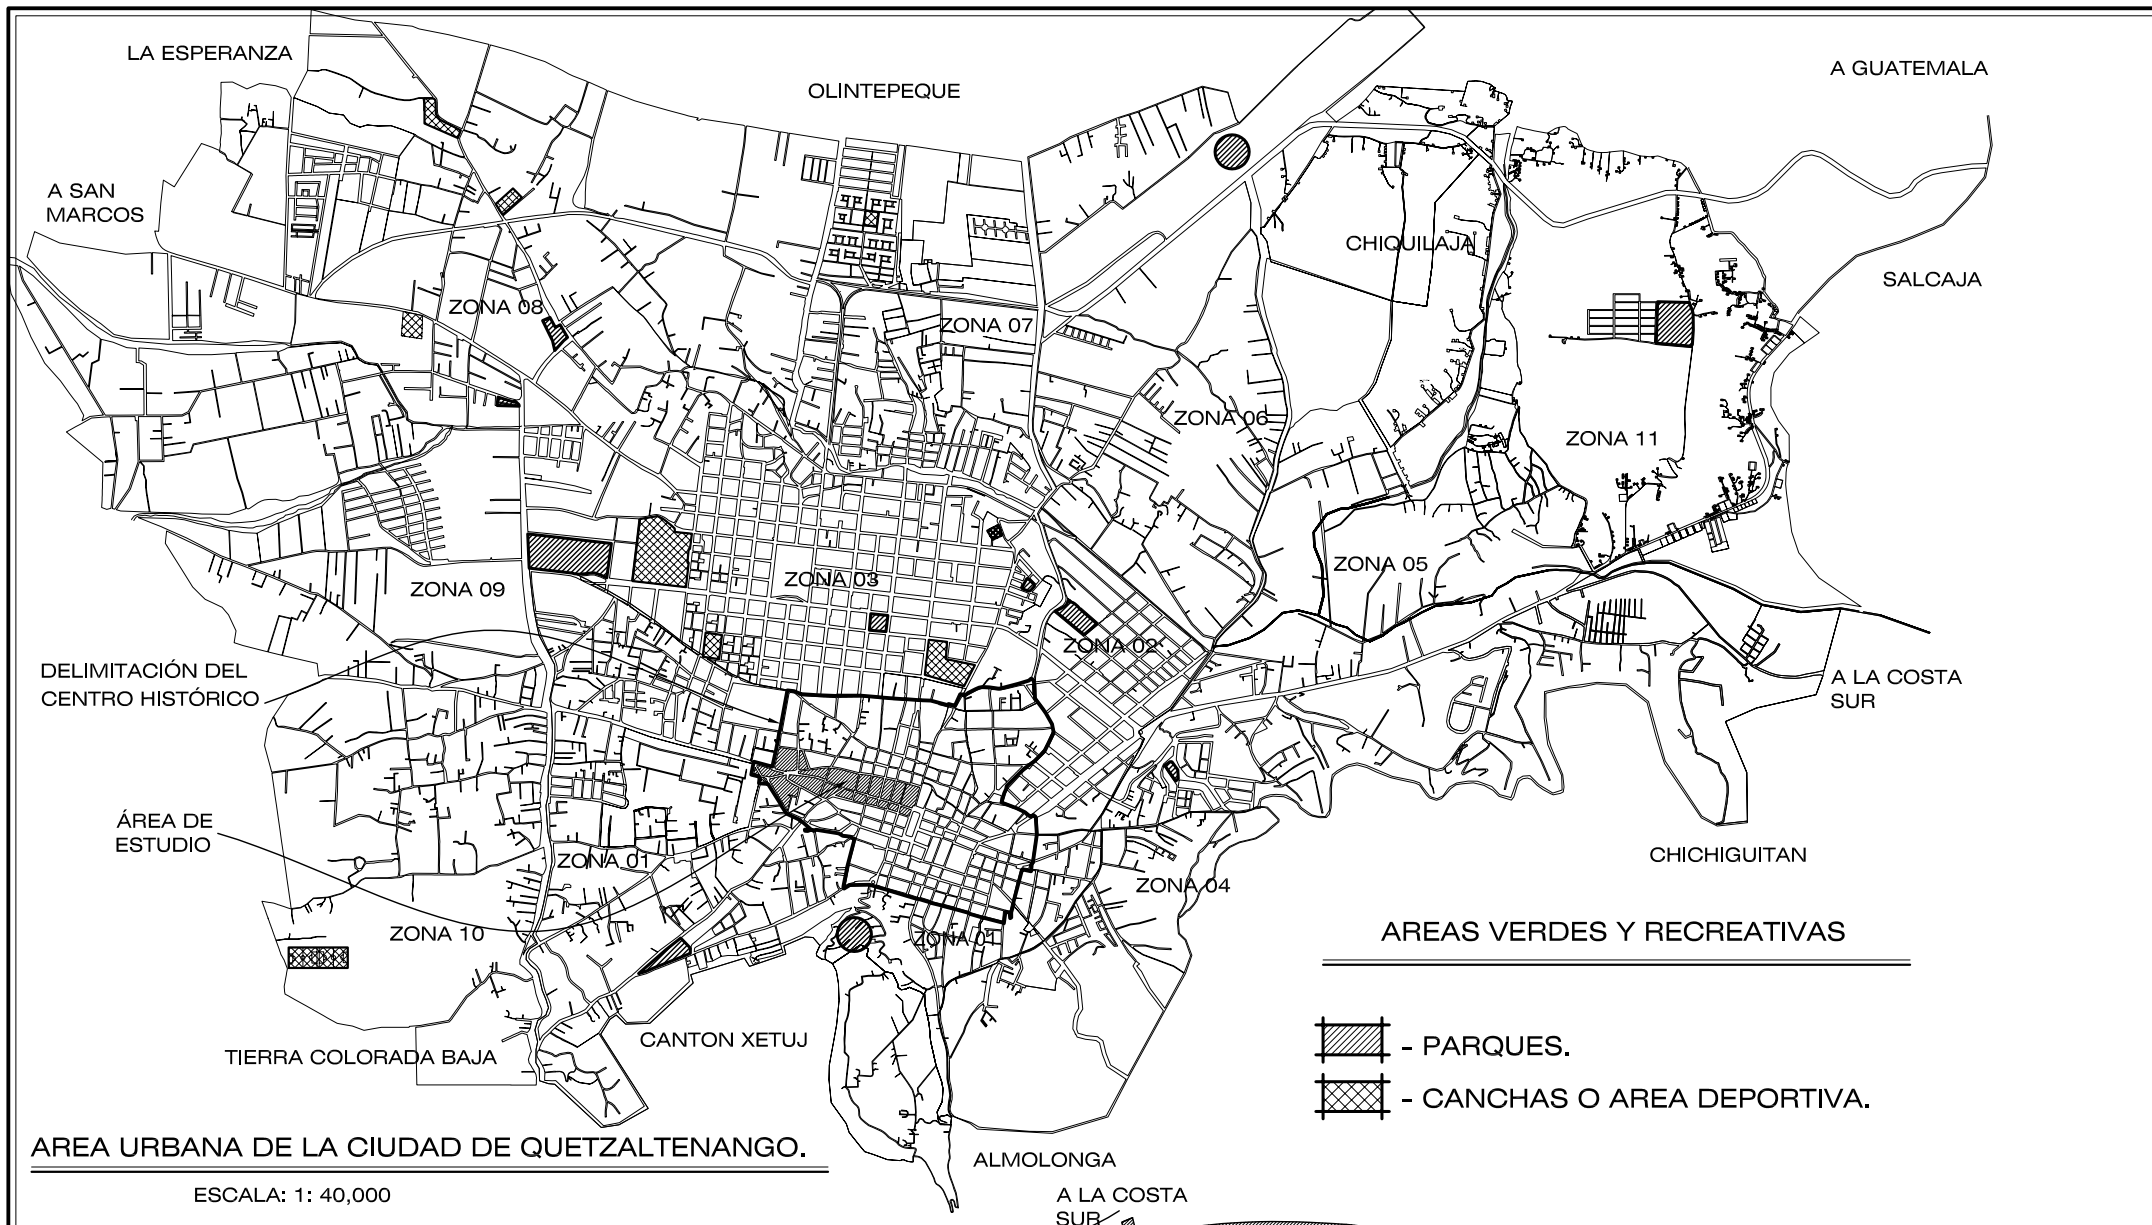 LA ESPERANZA
OLINTEPEQUE
A GUATEMALA
A SAN
MARCOS
CHIQUILAJA
SALCAJA
ZONA 08
ZONA 07
ZONA 06
ZONA 11
ZONA 05
ZONA 03
ZONA 09
ZONA 02
DELIMITACIÓN DEL
CENTRO HISTÓRICO
A LA COSTA
SUR
ÁREA DE
ESTUDIO
ZONA 01
CHICHIGUITAN
ZONA 04
ZONA 10
ZONA 01
AREAS VERDES Y RECREATIVAS
CANTON XETUJ
- PARQUES.
TIERRA COLORADA BAJA
- CANCHAS O AREA DEPORTIVA.
AREA URBANA DE LA CIUDAD DE QUETZALTENANGO.
ALMOLONGA
ESCALA: 1: 40,000
A LA COSTA
SUR